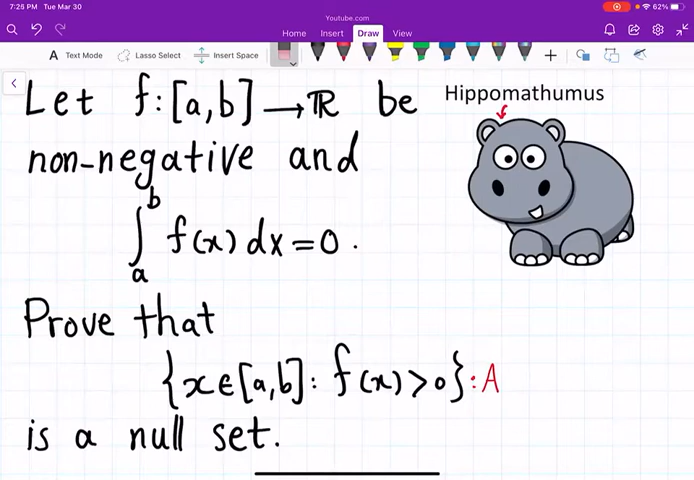 7:25 PM Tue Mar 30
62%
Youtube.com
Home Insert Draw View
A Text Mode Lasso Select Insert Space
Let f:[a,b]→ℝ be
Hippomathumus
non-negative and
∫_a^b f(x) dx = 0.
Prove that
{x∈[a,b]: f(x)>0} : A
is a null set.